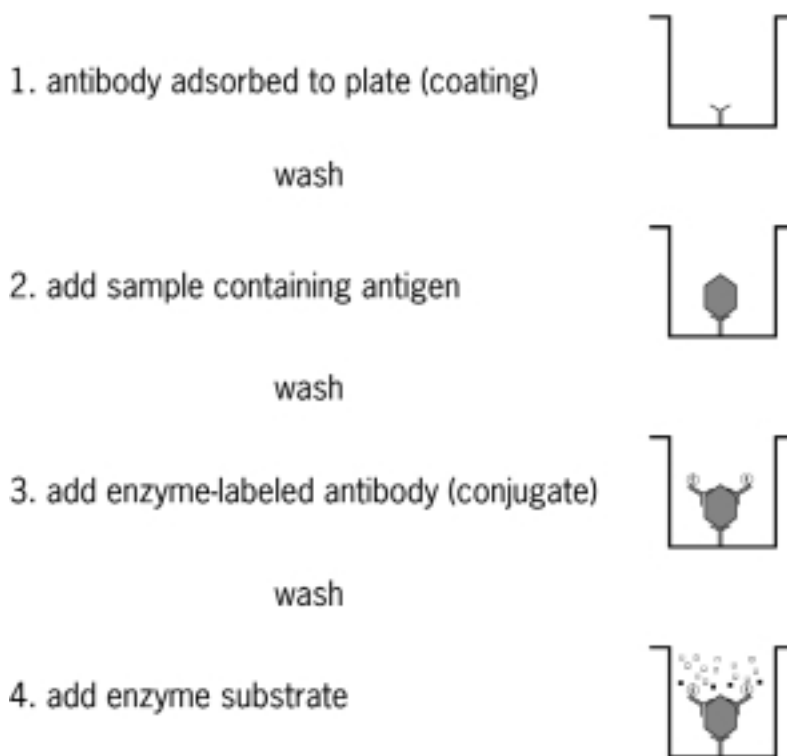 1. antibody adsorbed to plate (coating)
wash
2. add sample containing antigen
wash
3. add enzyme-labeled antibody (conjugate)
wash
4. add enzyme substrate